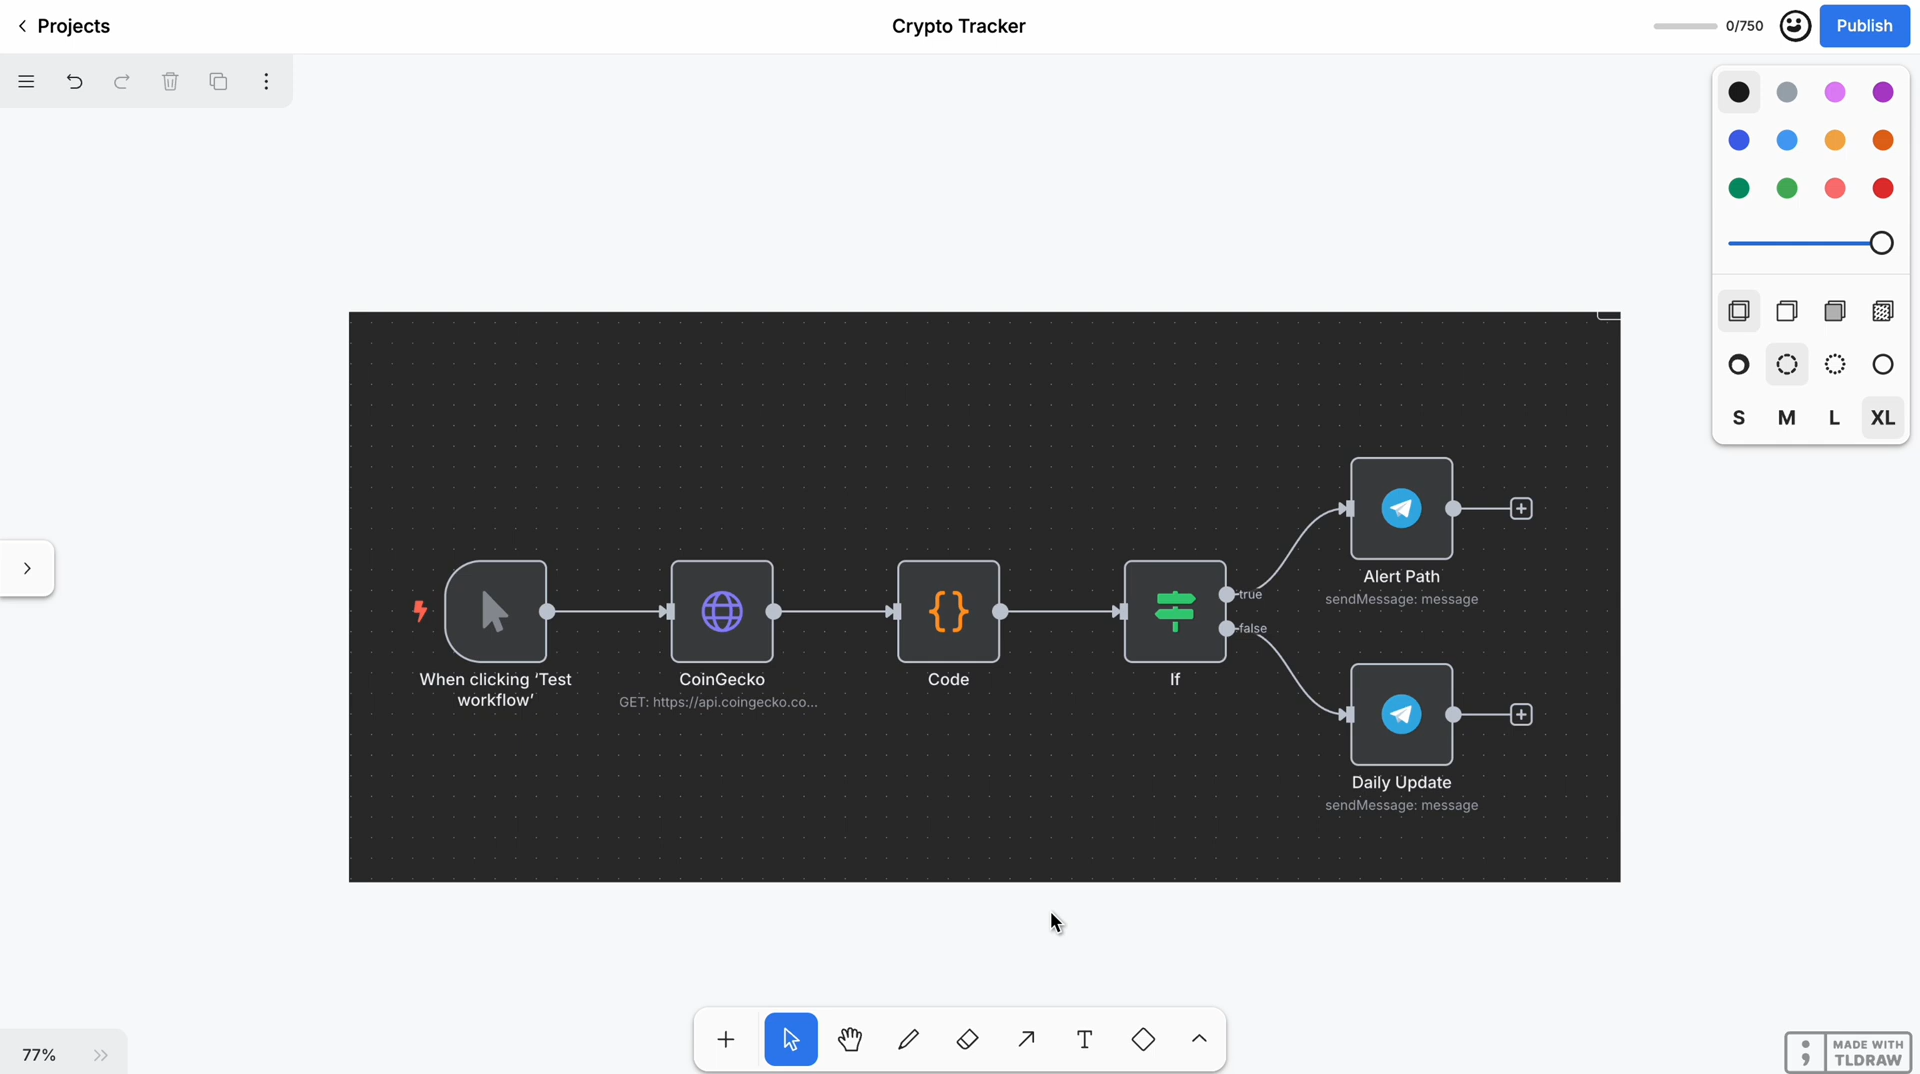 Projects
Crypto Tracker
0/750
Publish
S M L XL
true
false
Alert Path
sendMessage: message
When clicking ‘Test
workflow’
CoinGecko
GET: https://api.coingecko.co...
Code
If
Daily Update
sendMessage: message
77%
T
MADE WITH
TLDRAW